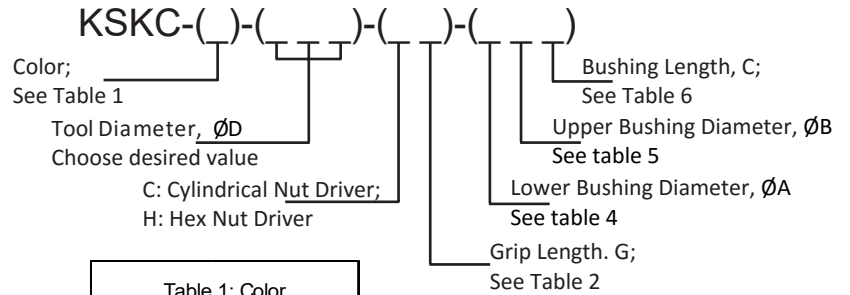 KSKC-(_)-(_ _ _)-(_ _)-(_ _ _)
Color;
See Table 1
Tool Diameter, ØD
Choose desired value
C: Cylindrical Nut Driver;
H: Hex Nut Driver
Bushing Length, C;
See Table 6
Upper Bushing Diameter, ØB
See table 5
Lower Bushing Diameter, ØA
See table 4
Grip Length. G;
See Table 2
Table 1: Color